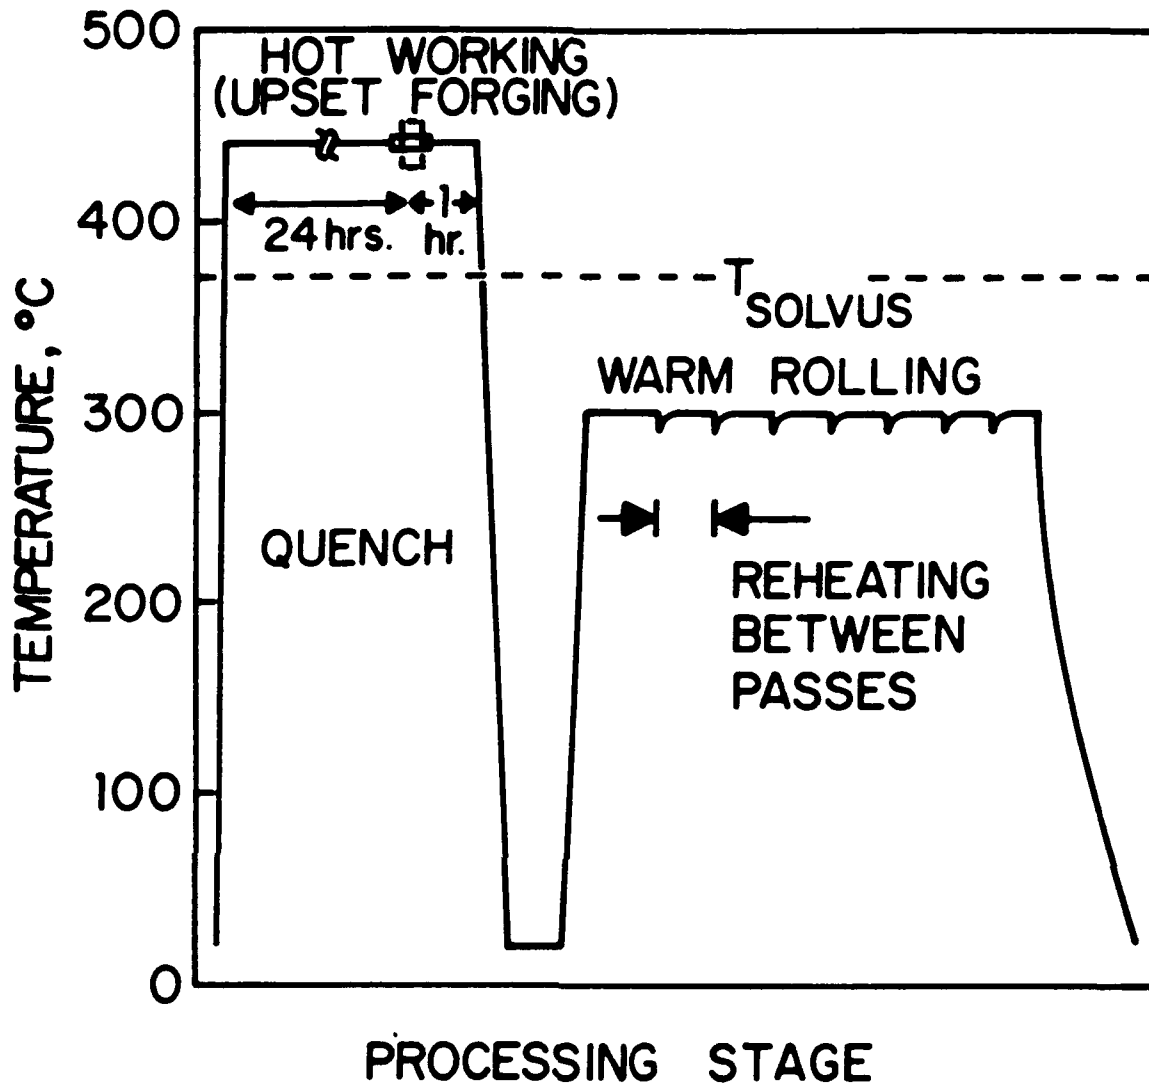 500
HOT WORKING
(UPSET FORGING)
400
24 hrs.
1
hr.
T
SOLVUS
WARM ROLLING
300
QUENCH
REHEATING
BETWEEN
PASSES
200
100
0
TEMPERATURE, °C
PROCESSING STAGE